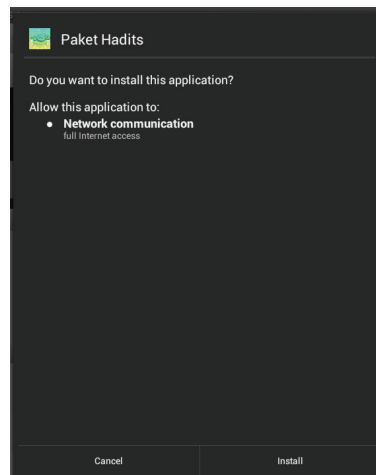 Paket Hadits
Do you want to install this application?
Allow this application to:
• Network communication
full Internet access
Cancel
Install